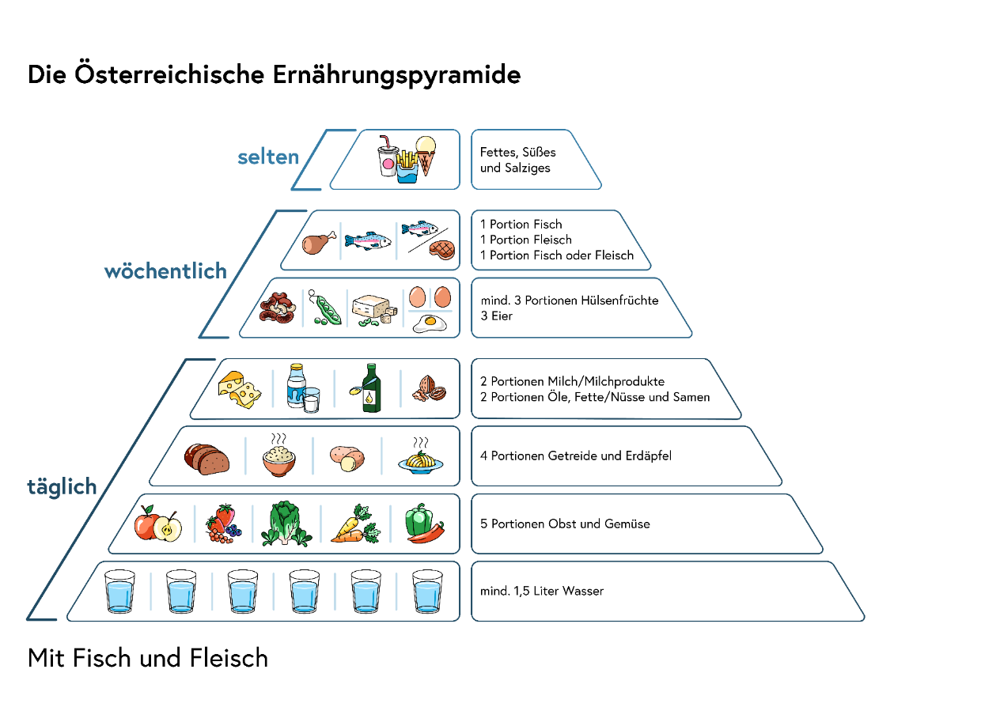 Die Österreichische Ernährungspyramide
selten
Fettes, Süßes
und Salziges
wöchentlich
1 Portion Fisch
1 Portion Fleisch
1 Portion Fisch oder Fleisch
mind. 3 Portionen Hülsenfrüchte
3 Eier
täglich
2 Portionen Milch/Milchprodukte
2 Portionen Öle, Fette/Nüsse und Samen
4 Portionen Getreide und Erdäpfel
5 Portionen Obst und Gemüse
mind. 1,5 Liter Wasser
Mit Fisch und Fleisch